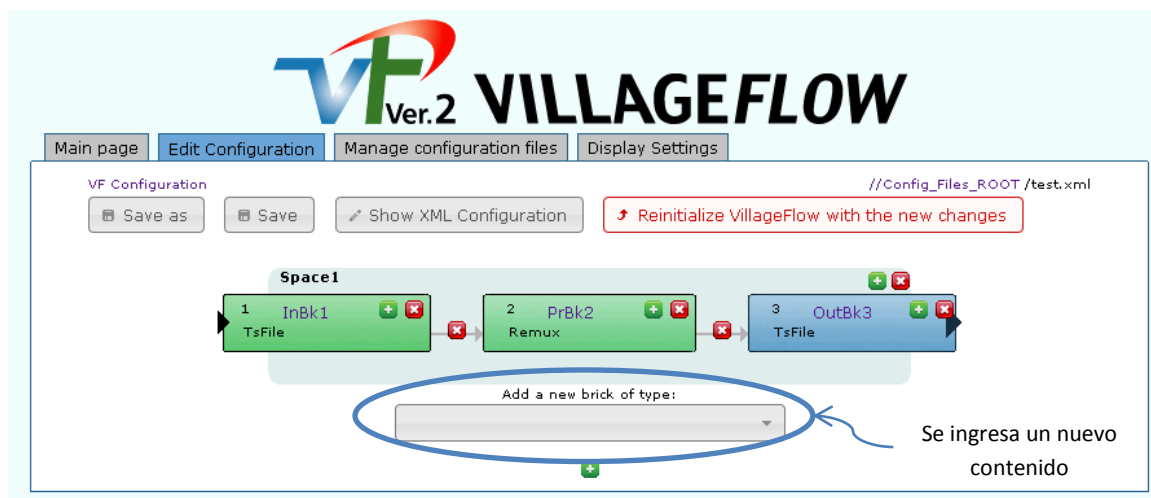 VF Ver.2 VILLAGEFLOW
Main page Edit Configuration Manage configuration files Display Settings
VF Configuration //Config_Files_ROOT /test.xml
Save as Save Show XML Configuration Reinitialize VillageFlow with the new changes
Space1
1 InBk1 2 PrBk2 3 OutBk3
TsFile Remux TsFile
Add a new brick of type:
Se ingresa un nuevo
contenido